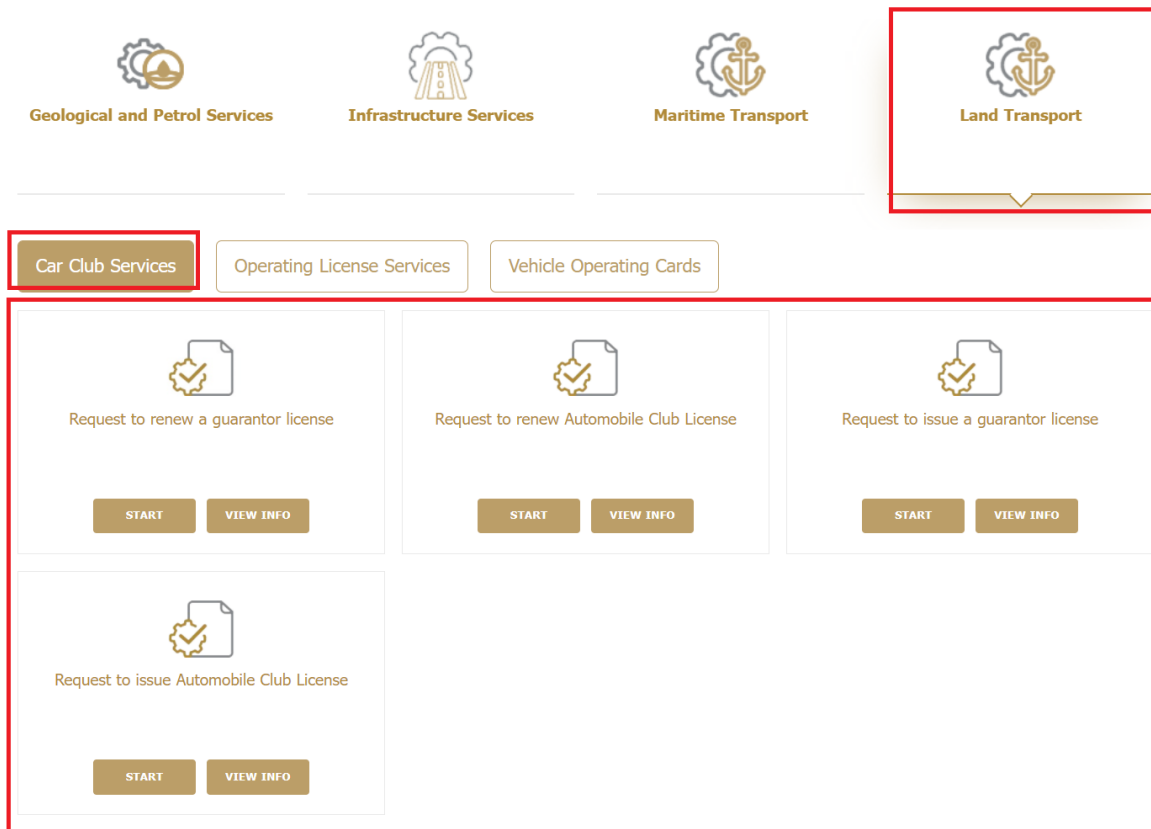 Geological and Petrol Services
Infrastructure Services
Maritime Transport
Land Transport
Car Club Services
Operating License Services
Vehicle Operating Cards
Request to renew a guarantor license
Request to renew Automobile Club License
Request to issue a guarantor license
START
VIEW INFO
START
VIEW INFO
START
VIEW INFO
Request to issue Automobile Club License
START
VIEW INFO